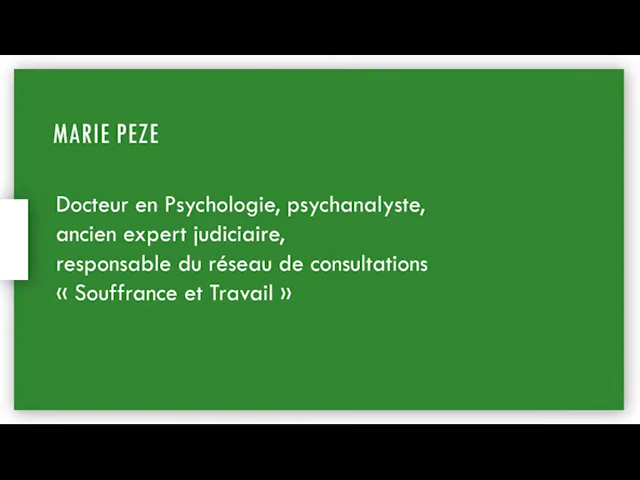 MARIE PEZE
Docteur en Psychologie, psychanalyste,
ancien expert judiciaire,
responsable du réseau de consultations
« Souffrance et Travail »